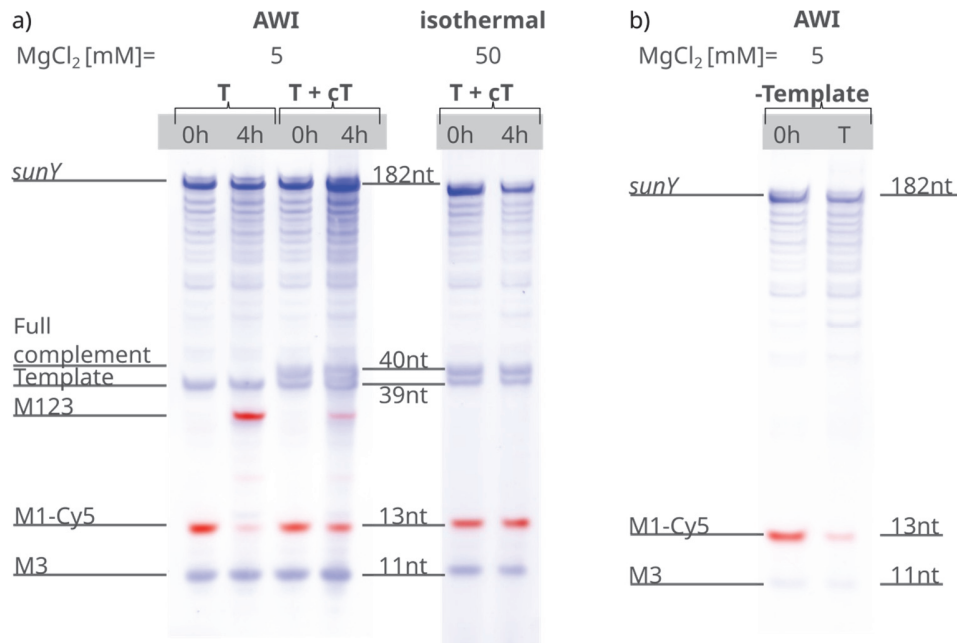 a)
AWI
isothermal
MgCl2 [mM]=
5
50
T
T + cT
T + cT
0h
4h
0h
4h
0h
4h
sunY
182nt
Full
complement
40nt
Template
39nt
M123
M1-Cy5
13nt
M3
11nt
b)
AWI
MgCl2 [mM]=
5
-Template
0h
T
sunY
182nt
M1-Cy5
13nt
M3
11nt